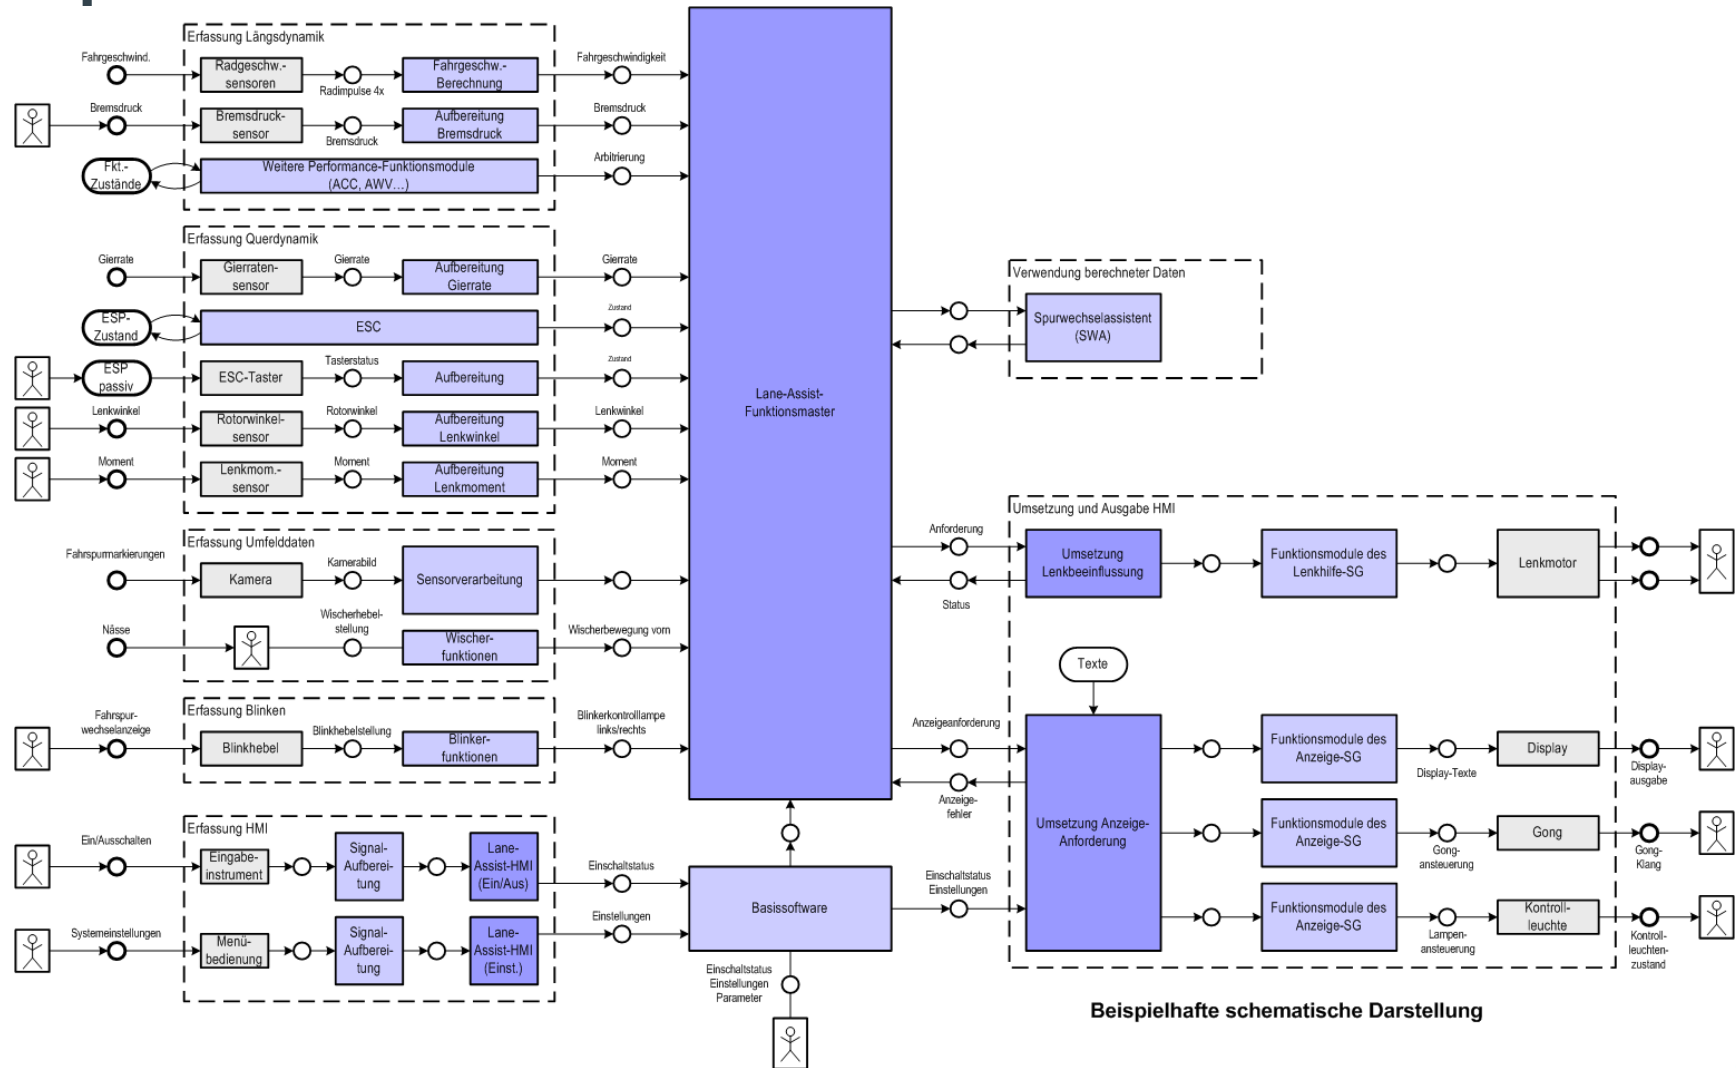 Erfassung Längsdynamik
Fahrgeschwind.
Radgeschw.-
sensoren
Radimpulse 4x
Fahrgeschw.-
Berechnung
Fahrgeschwindigkeit
Bremsdruck
Bremsdruck-
sensor
Bremsdruck
Aufbereitung
Bremsdruck
Bremsdruck
Fkt.-
Zustände
Weitere Performance-Funktionsmodule
(ACC, AWV...)
Arbitrierung
Erfassung Querdynamik
Gierrate
Gierraten-
sensor
Gierrate
Aufbereitung
Gierrate
Gierrate
ESP-
Zustand
ESC
Zustand
ESP
passiv
ESC-Taster
Tasterstatus
Aufbereitung
Zustand
Lenkwinkel
Rotorwinkel-
sensor
Rotorwinkel
Aufbereitung
Lenkwinkel
Lenkwinkel
Moment
Lenkmom.-
sensor
Moment
Aufbereitung
Lenkmoment
Moment
Erfassung Umfelddaten
Fahrspurmarkierungen
Kamera
Kamerabild
Sensorverarbeitung
Nässe
Wischerhebel-
stellung
Wischer-
funktionen
Wischerbewegung vorn
Erfassung Blinken
Fahrspur-
wechselanzeige
Blinkhebel
Blinkhebelstellung
Blinker-
funktionen
Blinkerkontrolllampe
links/rechts
Erfassung HMI
Ein/Ausschalten
Eingabe-
instrument
Signal-
Aufberei-
tung
Lane-
Assist-HMI
(Ein/Aus)
Einschaltstatus
Systemeinstellungen
Menü-
bedienung
Signal-
Aufberei-
tung
Lane-
Assist-HMI
(Einst.)
Einstellungen
Lane-Assist-
Funktionsmaster
Basissoftware
Einschaltstatus
Einstellungen
Parameter
Einschaltstatus
Einstellungen
Verwendung berechneter Daten
Spurwechselassistent
(SWA)
Umsetzung und Ausgabe HMI
Anforderung
Status
Umsetzung
Lenkbeeinflussung
Funktionsmodule des
Lenkhilfe-SG
Lenkmotor
Texte
Anzeigeanforderung
Anzeige-
fehler
Umsetzung Anzeige-
Anforderung
Funktionsmodule des
Anzeige-SG
Display-Texte
Display
Display-
ausgabe
Funktionsmodule des
Anzeige-SG
Gong-
ansteuerung
Gong
Gong-
Klang
Funktionsmodule des
Anzeige-SG
Lampen-
ansteuerung
Kontroll-
leuchte
Kontroll-
leuchten-
zustand
Beispielhafte schematische Darstellung